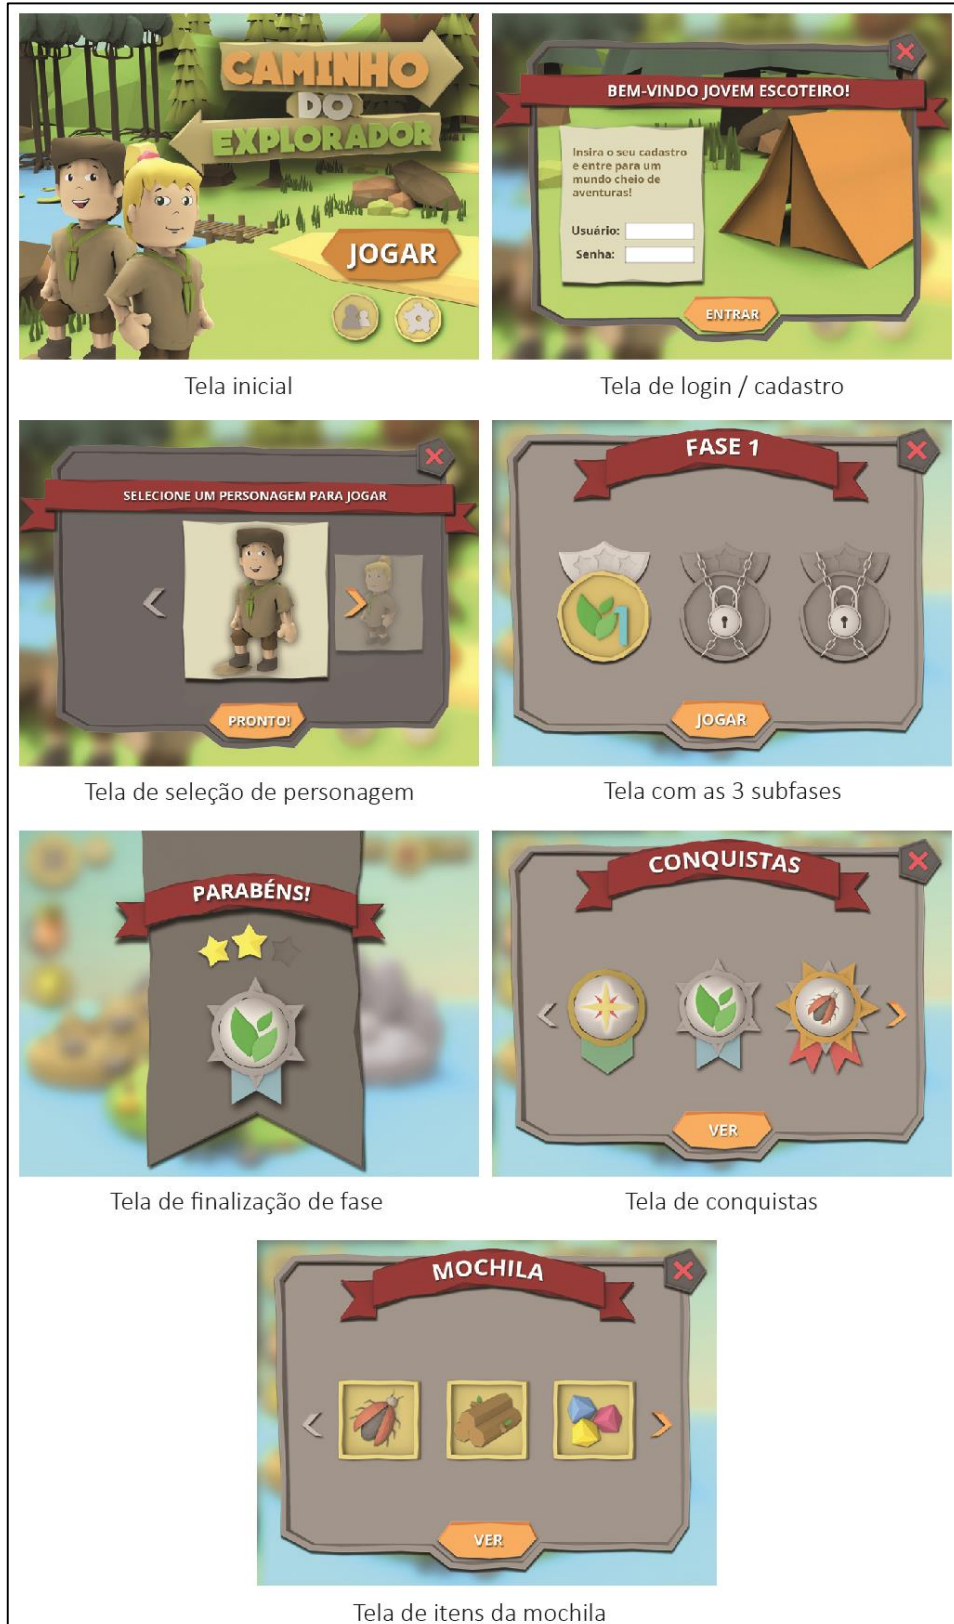 CAMINHO
DO
EXPLORADOR
JOGAR
Tela inicial
BEM-VINDO JOVEM ESCOTEIRO!
Insira o seu cadastro
e entre para um
mundo cheio de
aventuras!
Usuário:
Senha:
ENTRAR
Tela de login / cadastro
SELECIONE UM PERSONAGEM PARA JOGAR
PRONTO!
Tela de seleção de personagem
FASE 1
1
JOGAR
Tela com as 3 subfases
PARABÉNS!
Tela de finalização de fase
CONQUISTAS
VER
Tela de conquistas
MOCHILA
VER
Tela de itens da mochila